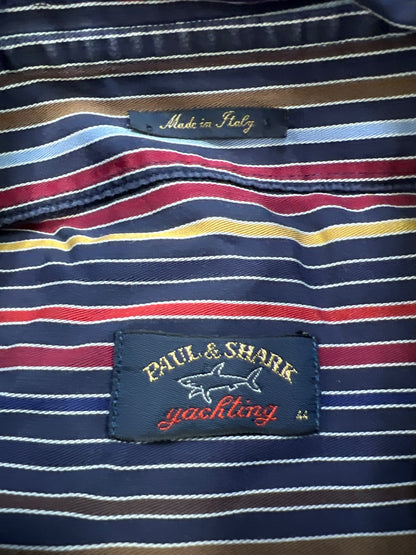 Made in Italy
PAUL & SHARK
yachting
44